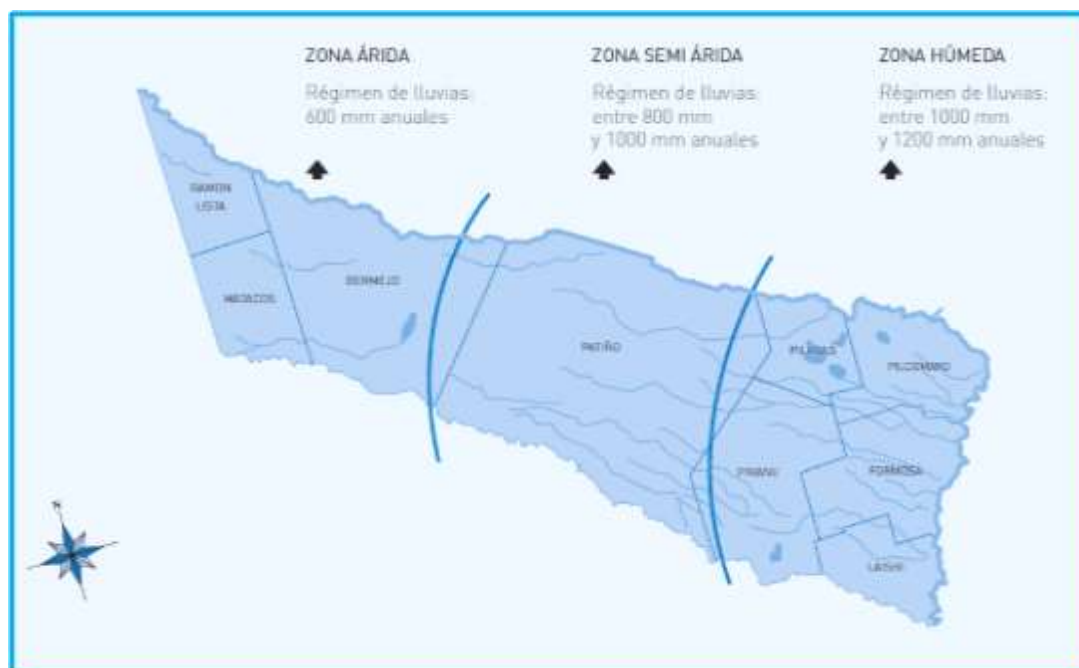 ZONA ÁRIDA
Régimen de lluvias:
600 mm anuales
ZONA SEMI ÁRIDA
Régimen de lluvias:
entre 800 mm
y 1000 mm anuales
ZONA HÚMEDA
Régimen de lluvias:
entre 1000 mm
y 1200 mm anuales
RAMON
LISTA
MATACOS
BERMEJO
PATIÑO
PILAGAS
PILCOMAYO
PIRANE
FORMOSA
LAISHI
N